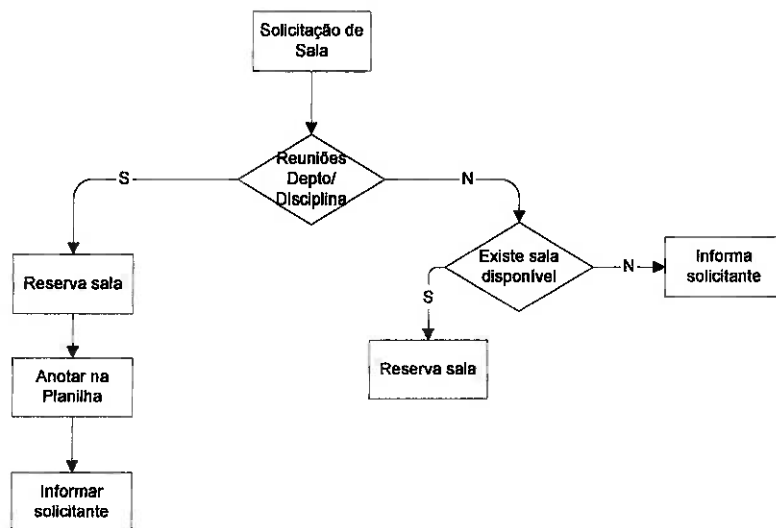 Solicitação de
Sala
Reuniões
Depto/
Disciplina
S
N
Reserva sala
Existe sala
disponível
S
N
Informa
solicitante
Reserva sala
Anotar na
Planilha
Informar
solicitante